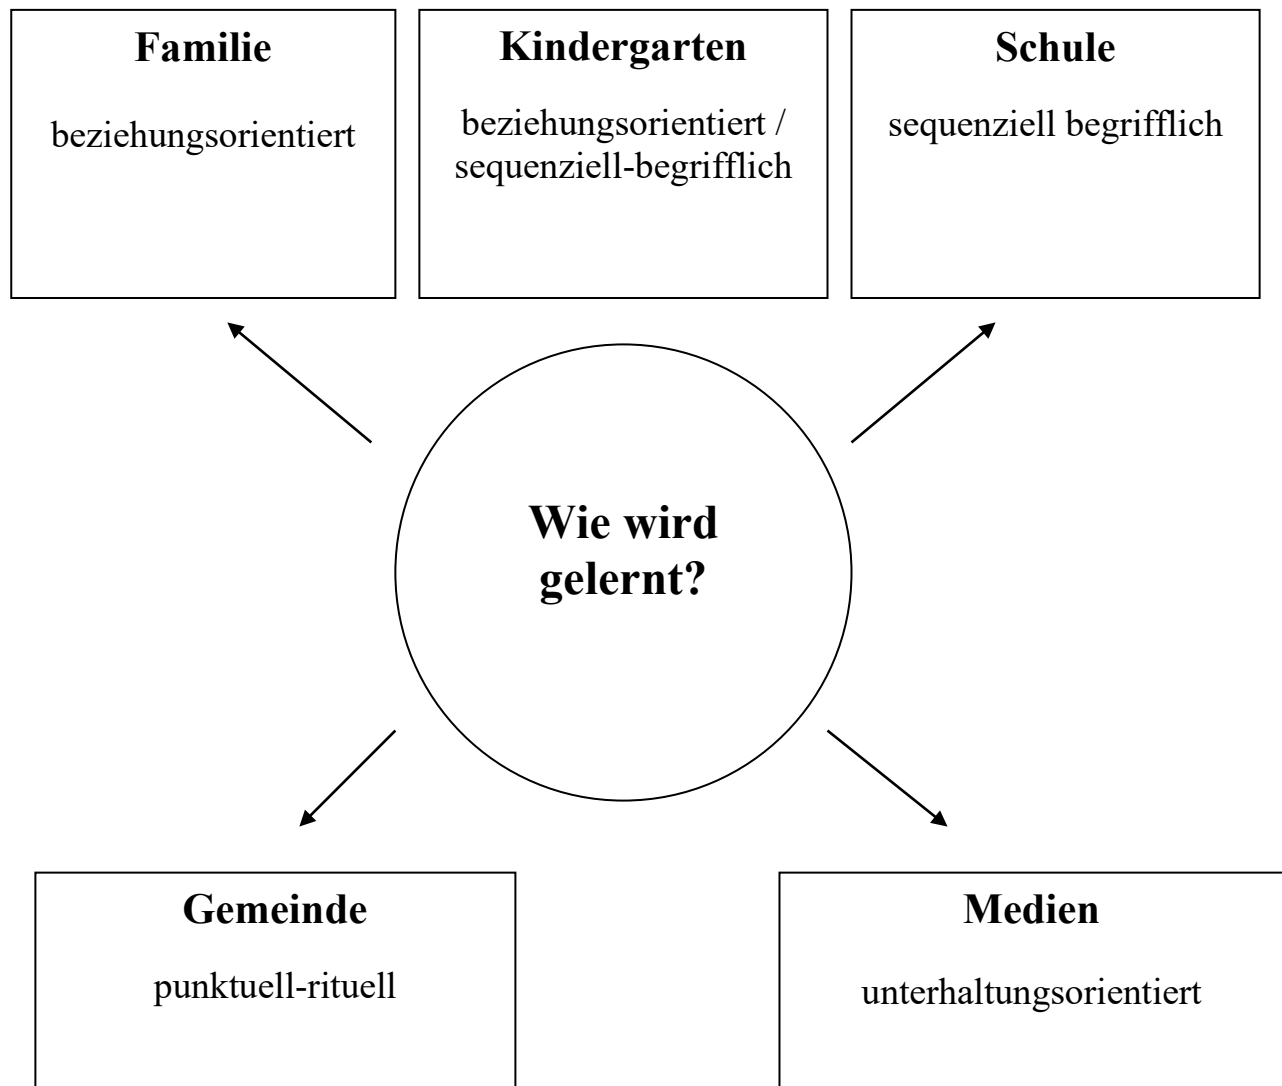 Familie
beziehungsorientiert
Kindergarten
beziehungsorientiert /
sequenziell-begrifflich
Schule
sequenziell begrifflich
Wie wird
gelernt?
Gemeinde
punktuell-rituell
Medien
unterhaltungsorientiert